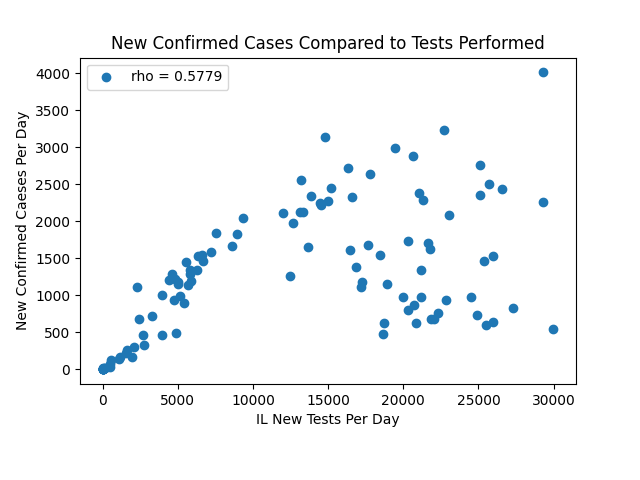 New Confirmed Cases Compared to Tests Performed
rho = 0.5779
4000
3500
3000
2500
2000
1500
1000
500
0
New Confirmed Caeses Per Day
0 5000 10000 15000 20000 25000 30000
IL New Tests Per Day